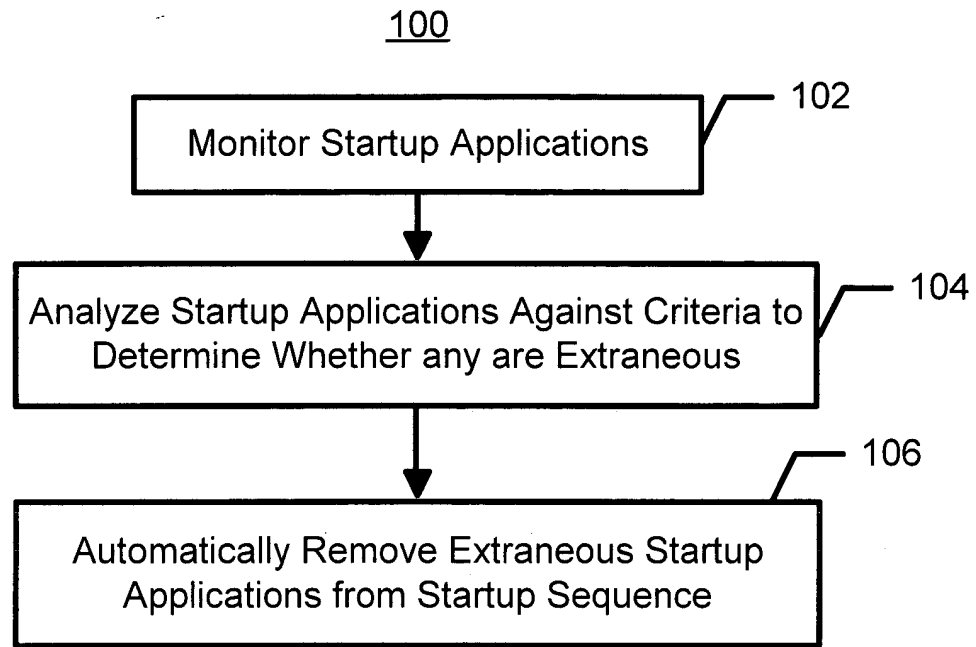 100
Monitor Startup Applications
102
Analyze Startup Applications Against Criteria to
Determine Whether any are Extraneous
104
106
Automatically Remove Extraneous Startup
Applications from Startup Sequence